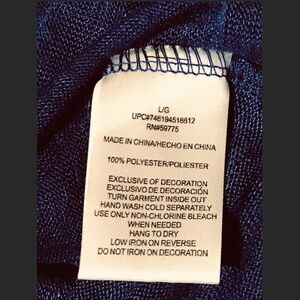 L/G
UPC#746194516612
RN#59775
MADE IN CHINA/HECHO EN CHINA
100% POLYESTER/POLIESTER
EXCLUSIVE OF DECORATION
EXCLUSIVO DE DECORACIÓN
TURN GARMENT INSIDE OUT
HAND WASH COLD SEPARATELY
USE ONLY NON-CHLORINE BLEACH
WHEN NEEDED
HANG TO DRY
LOW IRON ON REVERSE
DO NOT IRON ON DECORATION